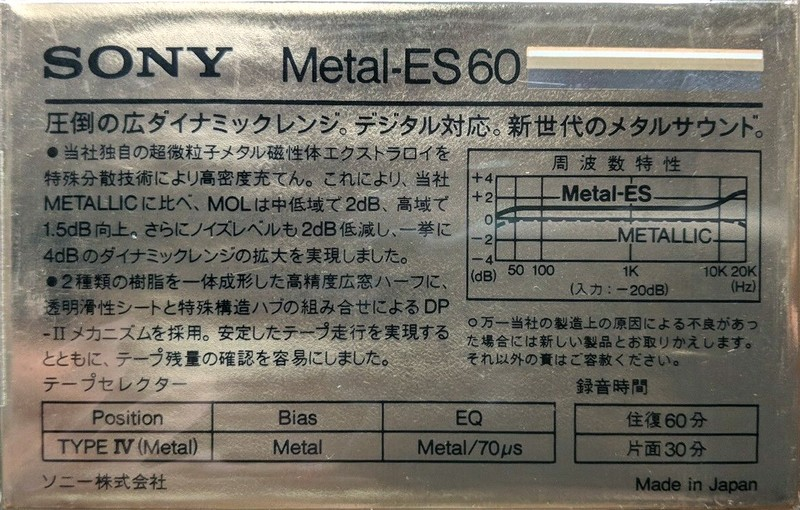 SONY Metal-ES60
圧倒の広ダイナミックレンジ。デジタル対応。新世代のメタルサウンド。
●当社独自の超微粒子メタル磁性体エクストラロイを
特殊分散技術により高密度充てん。これにより、当社
METALLICに比べ、MOLは中低域で2dB、高域で
1.5dB向上。さらにノイズレベルも2dB低減し、一挙に
4dBのダイナミックレンジの拡大を実現しました。
●2種類の樹脂を一体成形した高精度広窓ハーフに、
透明滑性シートと特殊構造ハブの組み合せによるDP
-IIメカニズムを採用。安定したテープ走行を実現する
とともに、テープ残量の確認を容易にしました。
周波数特性
+4
+2
0
-2
-4
(dB)
Metal-ES
METALLIC
50 100 1K 10K 20K
(入力:-20dB) (Hz)
○万一当社の製造上の原因による不良があっ
た場合には新しい製品とお取りかえします。
それ以外の責はご容赦ください。
テープセレクター
Position Bias EQ
TYPE IV (Metal) Metal Metal/70μs
録音時間
往復60分
片面30分
ソニー株式会社
Made in Japan